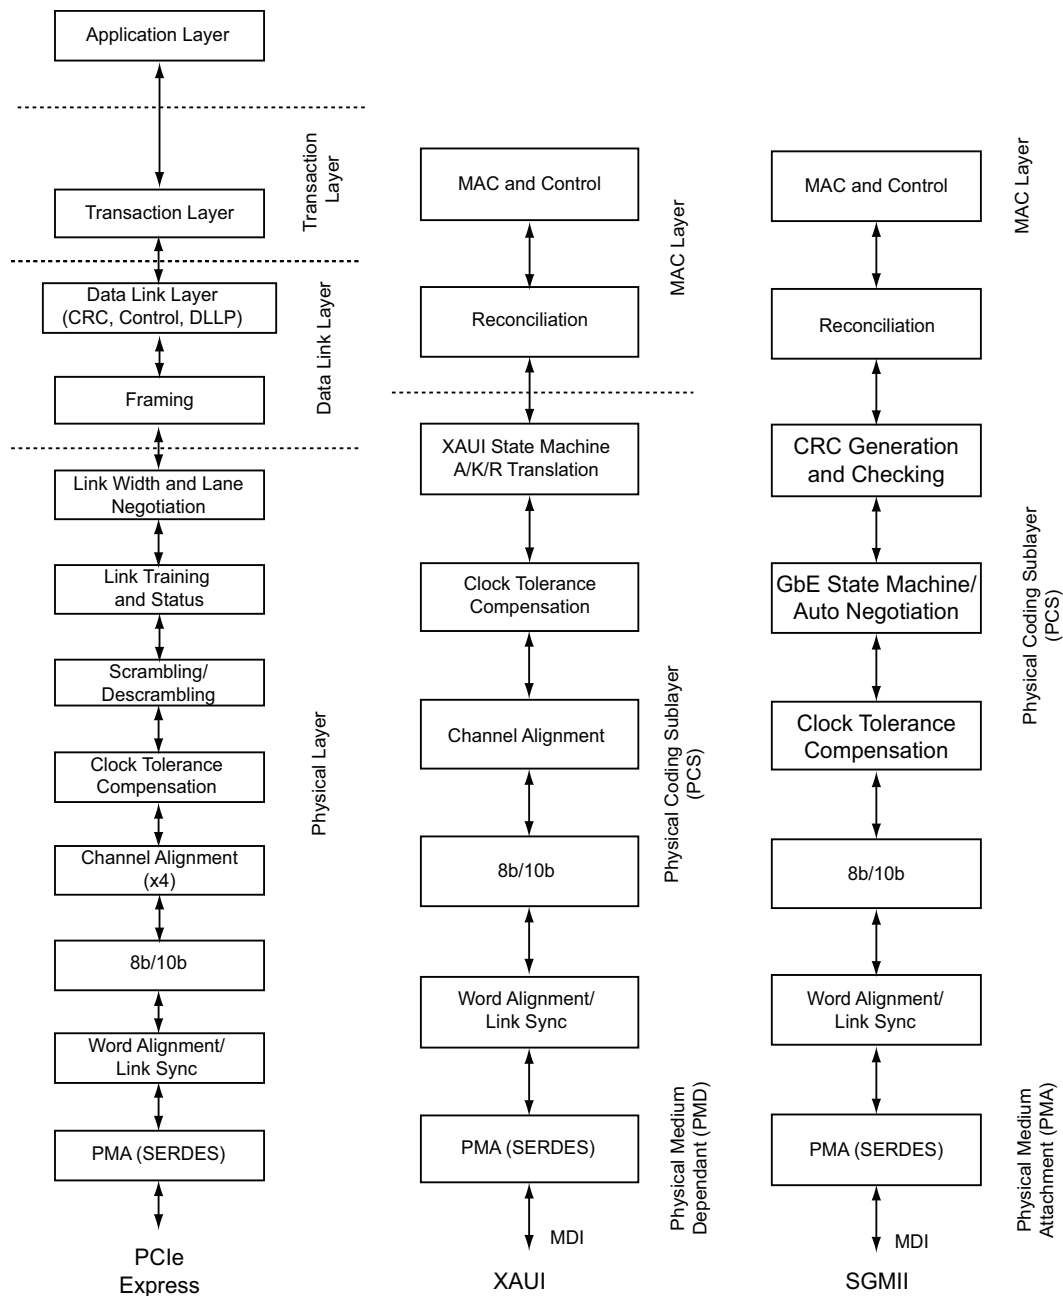 Application Layer
Transaction
Layer
Transaction Layer
Data Link Layer
(CRC, Control, DLLP)
Framing
Data Link Layer
Link Width and Lane
Negotiation
Link Training
and Status
Scrambling/
Descrambling
Clock Tolerance
Compensation
Channel Alignment
(x4)
8b/10b
Word Alignment/
Link Sync
PMA (SERDES)
Physical Layer
PCIe
Express
MAC and Control
Reconciliation
MAC Layer
XAUI State Machine
A/K/R Translation
Clock Tolerance
Compensation
Channel Alignment
8b/10b
Word Alignment/
Link Sync
Physical Coding Sublayer
(PCS)
PMA (SERDES)
Physical Medium
Dependant (PMD)
MDI
XAUI
MAC and Control
Reconciliation
MAC Layer
CRC Generation
and Checking
GbE State Machine/
Auto Negotiation
Clock Tolerance
Compensation
8b/10b
Word Alignment/
Link Sync
Physical Coding Sublayer
(PCS)
PMA (SERDES)
Physical Medium
Attachment (PMA)
MDI
SGMII